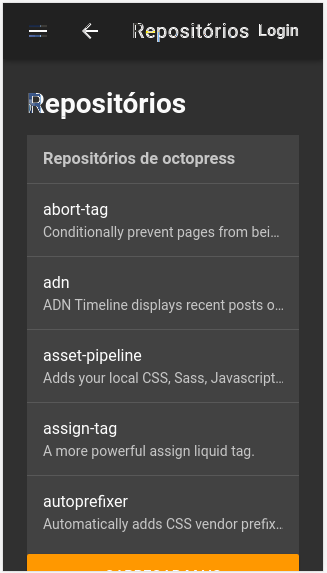 Repositórios Login
Repositórios
Repositórios de octopress
abort-tag
Conditionally prevent pages from bei...
adn
ADN Timeline displays recent posts o...
asset-pipeline
Adds your local CSS, Sass, Javascript...
assign-tag
A more powerful assign liquid tag.
autoprefixer
Automatically adds CSS vendor prefix...